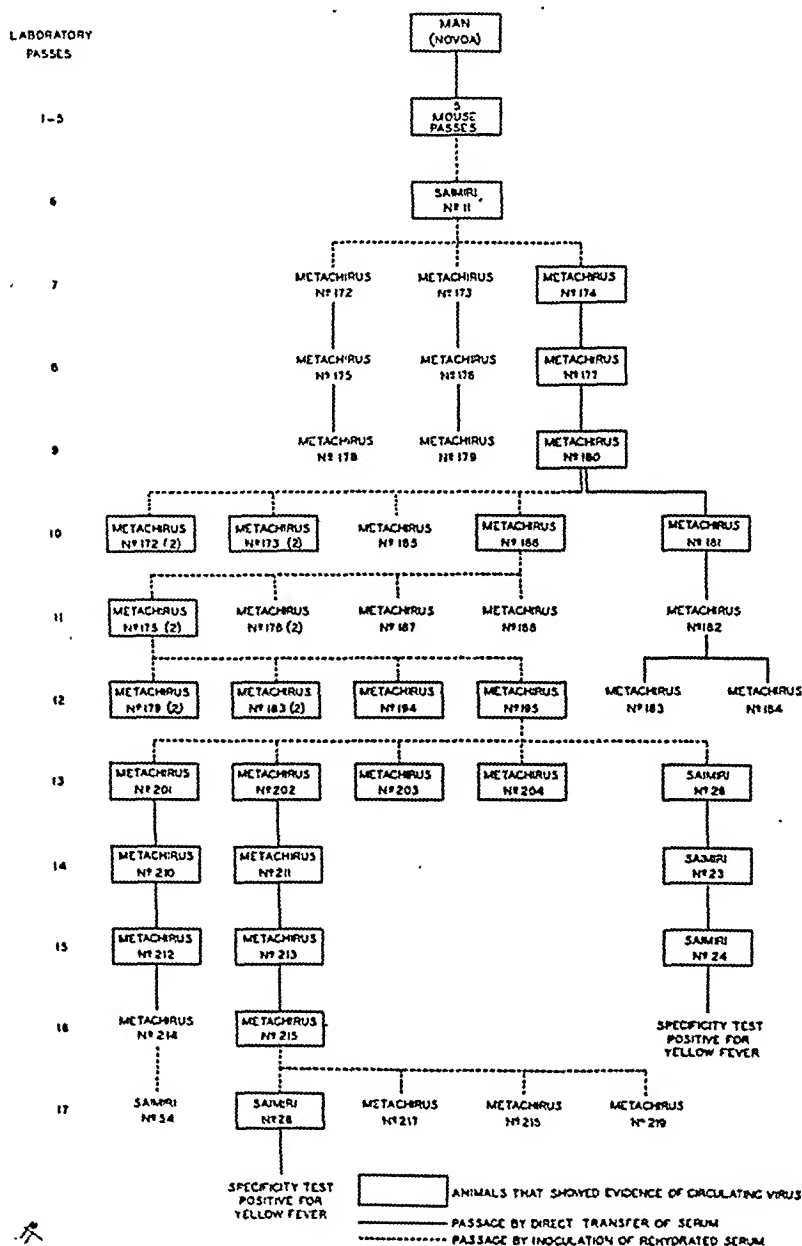 LABORATORY
PASSES
MAN
(NOVOA)
1-5
5
MOUSE
PASSES
6
SAIMIRI
Nº 11
7
METACHIRUS
Nº 172
METACHIRUS
Nº 173
METACHIRUS
Nº 174
8
METACHIRUS
Nº 175
METACHIRUS
Nº 176
METACHIRUS
Nº 177
9
METACHIRUS
Nº 178
METACHIRUS
Nº 179
METACHIRUS
Nº 180
10
METACHIRUS
Nº 172 (2)
METACHIRUS
Nº 173 (2)
METACHIRUS
Nº 185
METACHIRUS
Nº 186
METACHIRUS
Nº 181
11
METACHIRUS
Nº 175 (2)
METACHIRUS
Nº 176 (2)
METACHIRUS
Nº 187
METACHIRUS
Nº 188
METACHIRUS
Nº 182
12
METACHIRUS
Nº 179 (2)
METACHIRUS
Nº 183 (2)
METACHIRUS
Nº 194
METACHIRUS
Nº 195
METACHIRUS
Nº 183
METACHIRUS
Nº 184
13
METACHIRUS
Nº 201
METACHIRUS
Nº 202
METACHIRUS
Nº 203
METACHIRUS
Nº 204
SAIMIRI
Nº
14
METACHIRUS
Nº 210
METACHIRUS
Nº 211
SAIMIRI
Nº 23
15
METACHIRUS
Nº 212
METACHIRUS
Nº 213
SAIMIRI
Nº 24
16
METACHIRUS
Nº 214
METACHIRUS
Nº 215
SPECIFICITY TEST
POSITIVE FOR
YELLOW FEVER
17
SAIMIRI
Nº 34
SAIMIRI
Nº 26
METACHIRUS
Nº 217
METACHIRUS
Nº
METACHIRUS
Nº 219
SPECIFICITY TEST
POSITIVE FOR
YELLOW FEVER
ANIMALS THAT SHOWED EVIDENCE OF CIRCULATING VIRUS
PASSAGE BY DIRECT TRANSFER OF SERUM
PASSAGE BY INOCULATION OF REHYDRATED SERUM